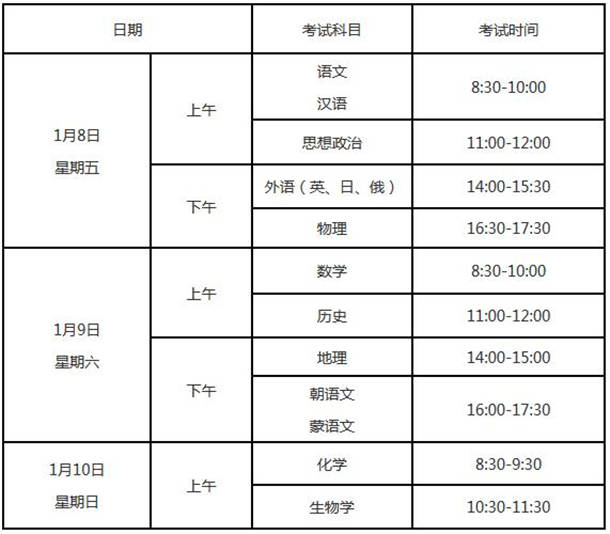 日期 考试科目 考试时间
1月8日
星期五
上午
语文
汉语
8:30-10:00
思想政治 11:00-12:00
下午
外语（英、日、俄） 14:00-15:30
物理 16:30-17:30
1月9日
星期六
上午
数学 8:30-10:00
历史 11:00-12:00
下午
地理 14:00-15:00
朝语文
蒙语文
16:00-17:30
1月10日
星期日
上午
化学 8:30-9:30
生物学 10:30-11:30